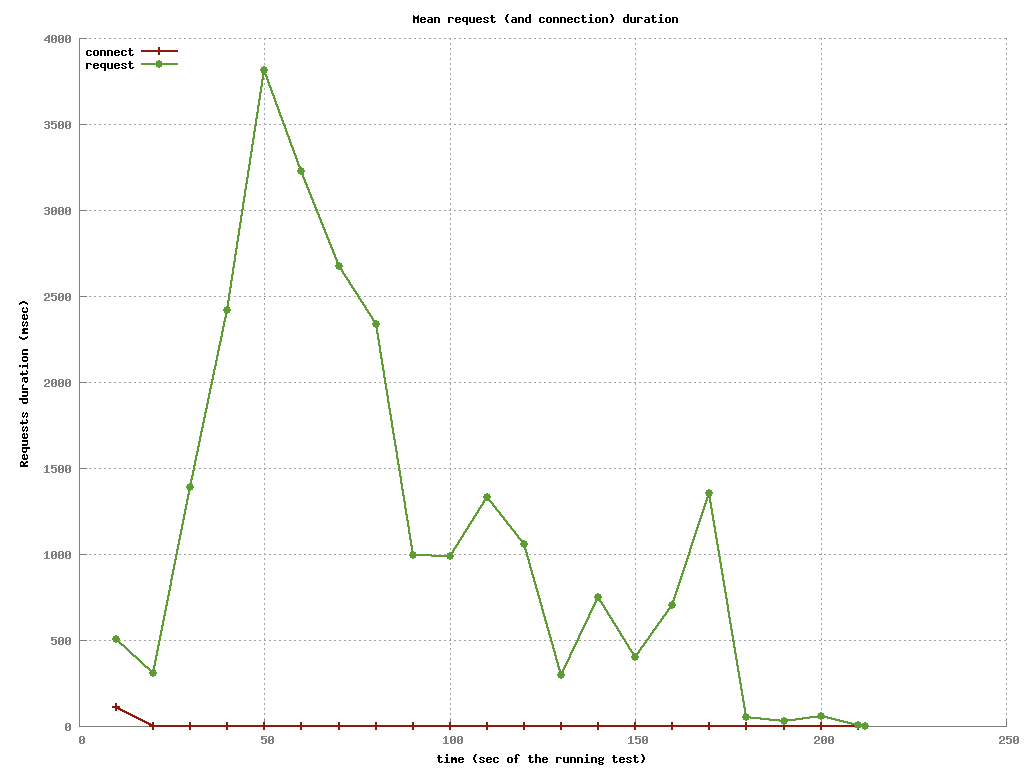 Mean request (and connection) duration
4000
connect
request
3500
3000
2500
2000
1500
1000
500
0
Requests duration (msec)
0 50 100 150 200 250
time (sec of the running test)